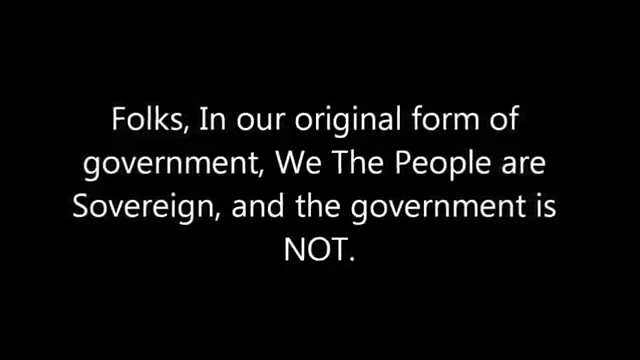 Folks, In our original form of
government, We The People are
Sovereign, and the government is
NOT.